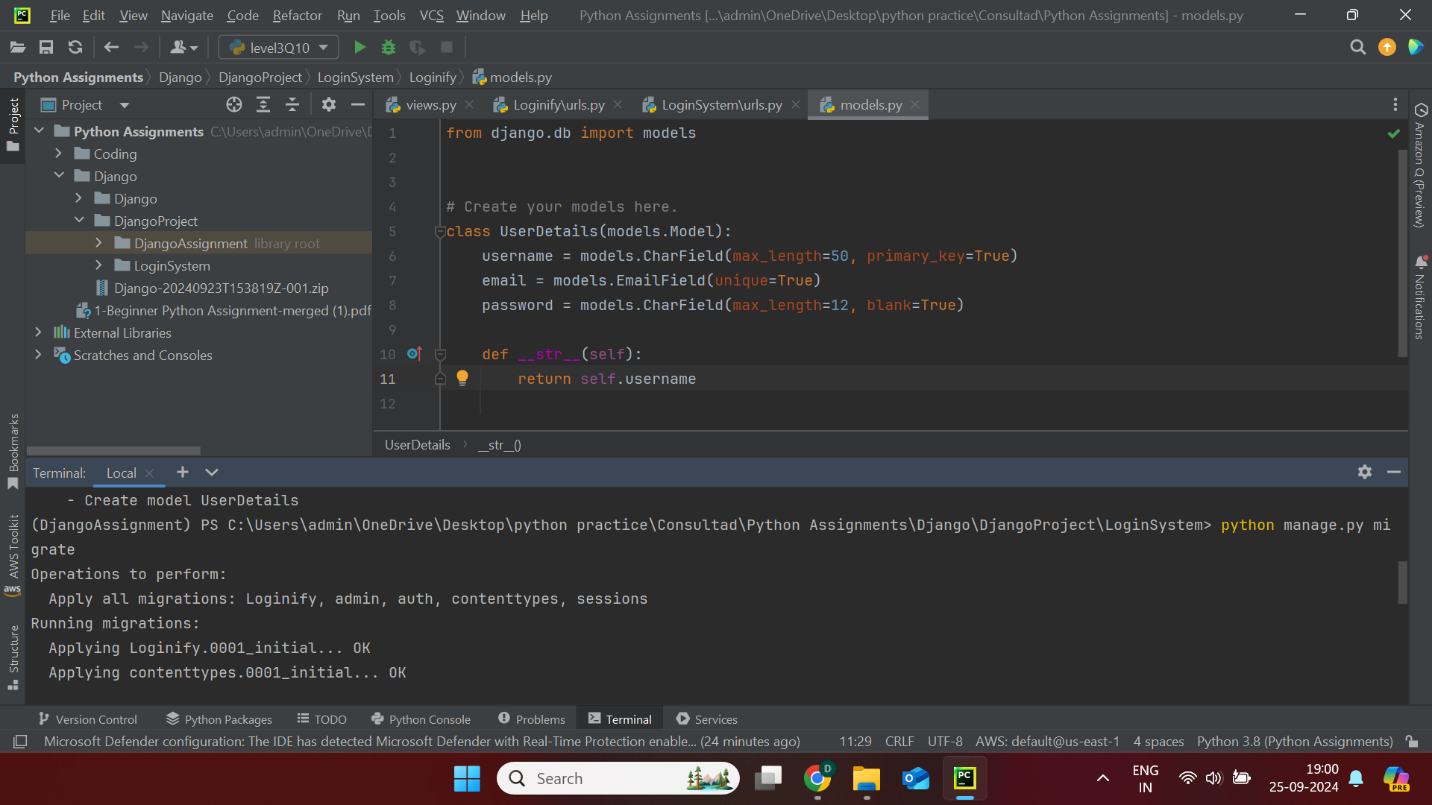 PC File Edit View Navigate Code Refactor Run Tools VCS Window Help Python Assignments [...\admin\OneDrive\Desktop\python practice\Consultad\Python Assignments] - models.py
level3Q10
Python Assignments Django DjangoProject LoginSystem Loginify models.py
Project
Project
views.py Loginify\urls.py LoginSystem\urls.py models.py
Python Assignments C:\Users\admin\OneDrive\D
Coding
Django
Django
DjangoProject
DjangoAssignment library root
LoginSystem
Django-20240923T153819Z-001.zip
1-Beginner Python Assignment-merged (1).pdf
External Libraries
Scratches and Consoles
1 from django.db import models
2
3
4 # Create your models here.
5 class UserDetails(models.Model):
6 username = models.CharField(max_length=50, primary_key=True)
7 email = models.EmailField(unique=True)
8 password = models.CharField(max_length=12, blank=True)
9
10 def __str__(self):
11 return self.username
12
UserDetails __str__()
Amazon Q (Preview)
Notifications
Bookmarks
AWS Toolkit
aws
Structure
Terminal: Local
- Create model UserDetails
(DjangoAssignment) PS C:\Users\admin\OneDrive\Desktop\python practice\Consultad\Python Assignments\Django\DjangoProject\LoginSystem> python manage.py mi
grate
Operations to perform:
Apply all migrations: Loginify, admin, auth, contenttypes, sessions
Running migrations:
Applying Loginify.0001_initial... OK
Applying contenttypes.0001_initial... OK
Version Control Python Packages TODO Python Console Problems Terminal Services
Microsoft Defender configuration: The IDE has detected Microsoft Defender with Real-Time Protection enable... (24 minutes ago) 11:29 CRLF UTF-8 AWS: default@us-east-1 4 spaces Python 3.8 (Python Assignments)
Search
D
PC
ENG
IN
19:00
25-09-2024
PRE